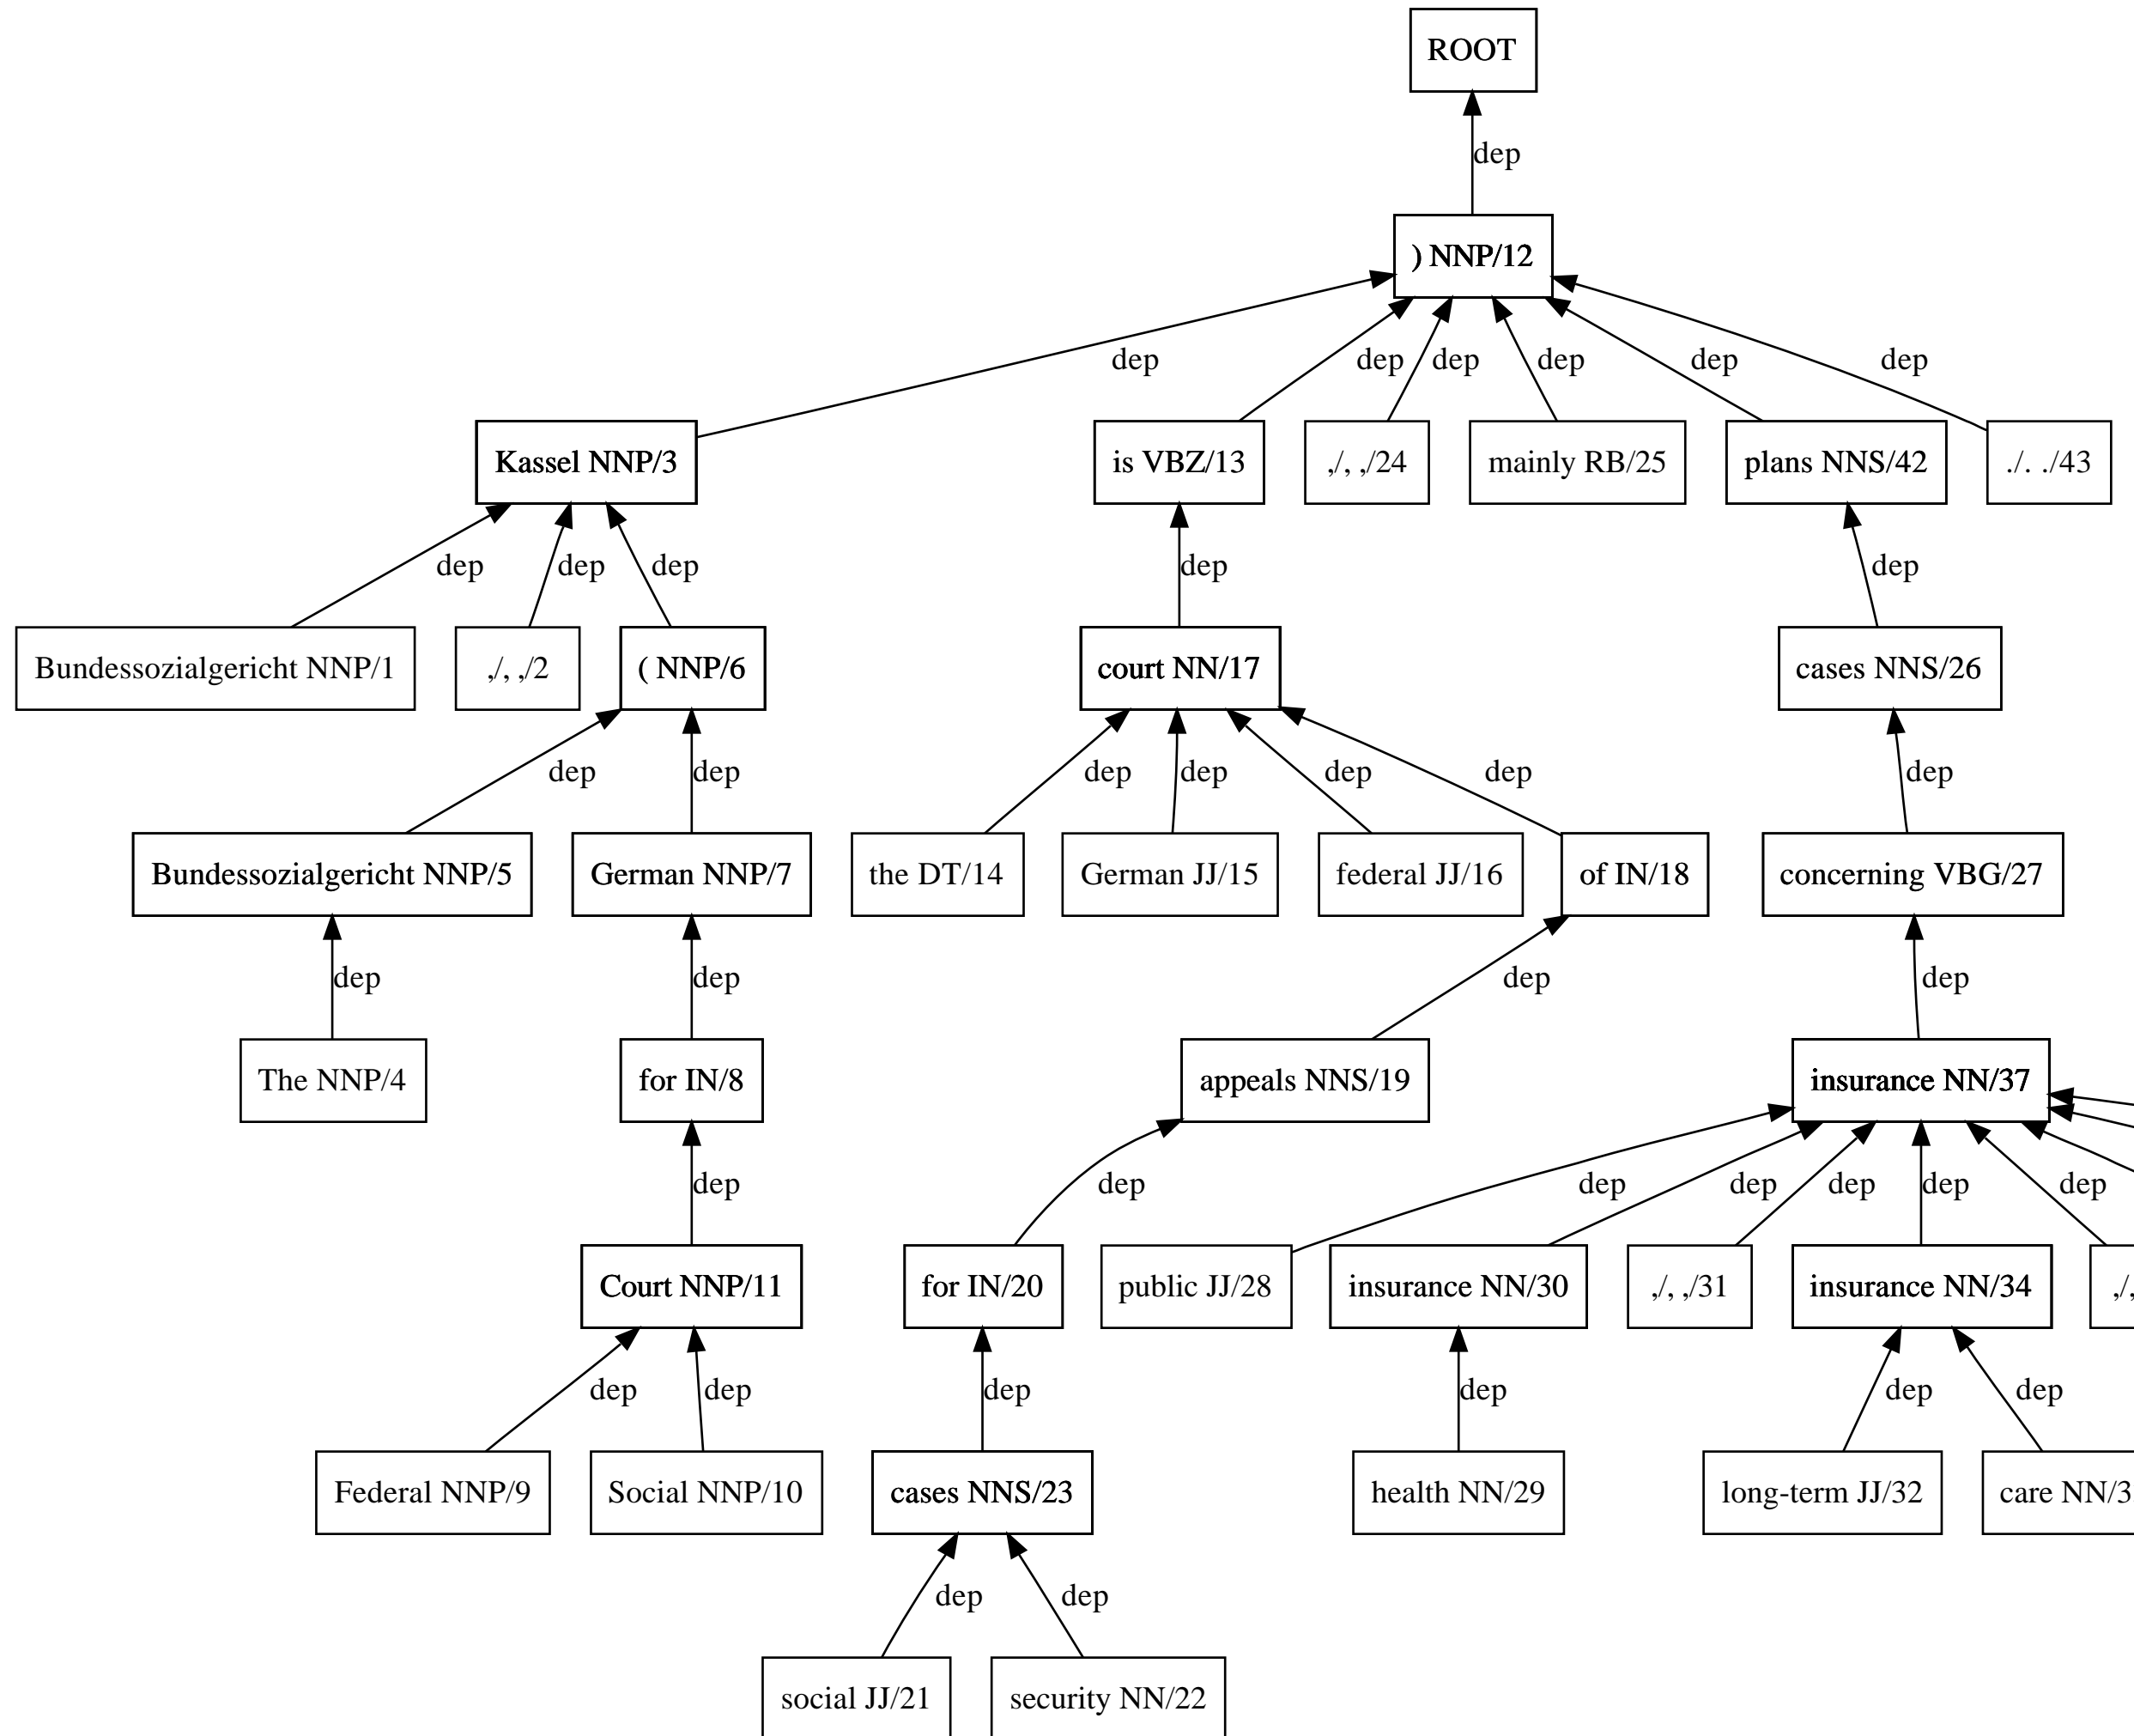 ROOT
dep
) NNP/12
dep dep dep dep dep dep
Kassel NNP/3 is VBZ/13 ,/, ,/24 mainly RB/25 plans NNS/42 ./. ./43
dep dep dep dep dep
Bundessozialgericht NNP/1 ,/, ,/2 ( NNP/6 court NN/17 cases NNS/26
dep dep dep dep dep dep dep
Bundessozialgericht NNP/5 German NNP/7 the DT/14 German JJ/15 federal JJ/16 of IN/18 concerning VBG/27
dep dep dep dep
The NNP/4 for IN/8 appeals NNS/19 insurance NN/37
dep dep dep dep dep dep dep
Court NNP/11 for IN/20 public JJ/28 insurance NN/30 ,/, ,/31 insurance NN/34 ,/,
dep dep dep dep dep dep
Federal NNP/9 Social NNP/10 cases NNS/23 health NN/29 long-term JJ/32 care NN/3
dep dep
social JJ/21 security NN/22